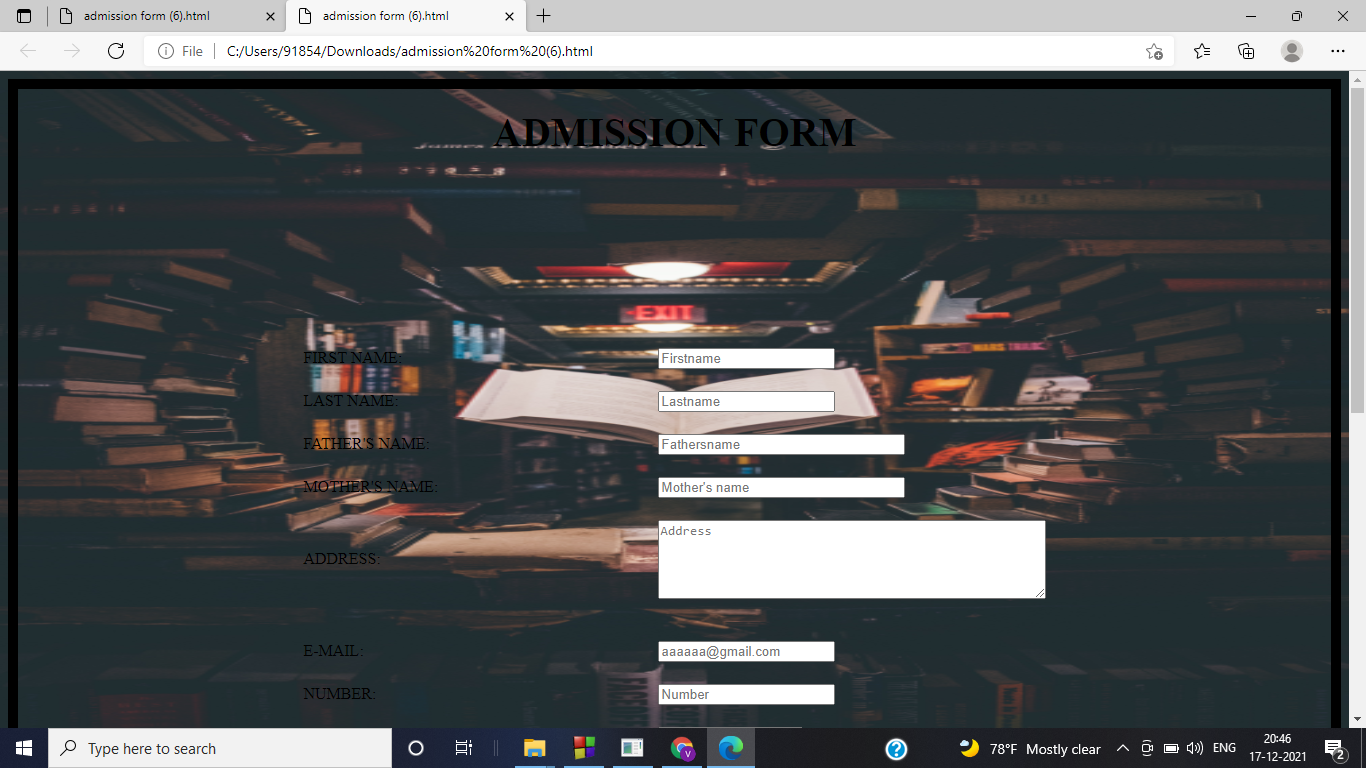 admission form (6).html
admission form (6).html
File
C:/Users/91854/Downloads/admission%20form%20(6).html
ADMISSION FORM
EXIT
FIRST NAME:
Firstname
LAST NAME:
Lastname
FATHER'S NAME:
Fathersname
MOTHER'S NAME:
Mother's name
ADDRESS:
Address
E-MAIL:
aaaaaa@gmail.com
NUMBER:
Number
Type here to search
V
?
78°F Mostly clear
ENG
20:46
17-12-2021
2